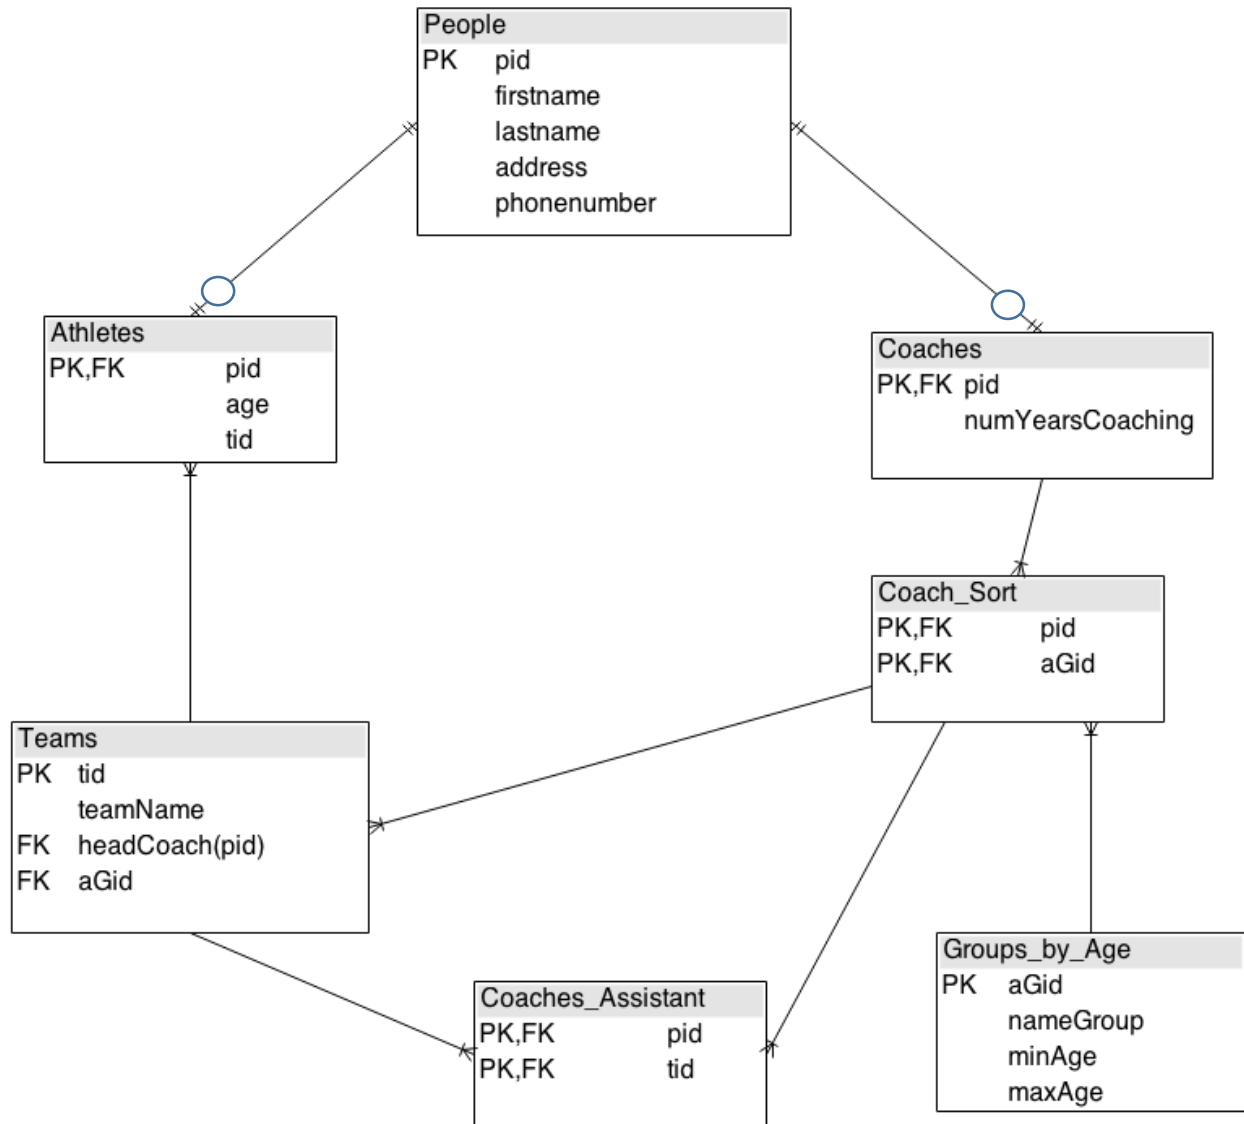 People
PK pid
firstname
lastname
address
phonenumber
Athletes
PK,FK pid
age
tid
Coaches
PK,FK pid
numYearsCoaching
Coach_Sort
PK,FK pid
PK,FK aGid
Teams
PK tid
teamName
FK headCoach(pid)
FK aGid
Groups_by_Age
PK aGid
nameGroup
minAge
maxAge
Coaches_Assistant
PK,FK pid
PK,FK tid